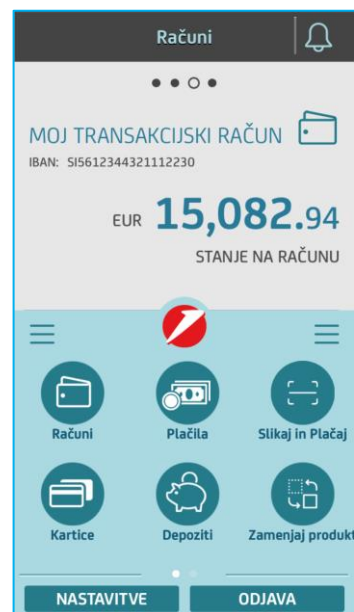 Računi
MOJ TRANSAKCIJSKI RAČUN
IBAN: SI5612344321112230
EUR 15,082.94
STANJE NA RAČUNU
Računi Plačila Slikaj in Plačaj
Kartice Depoziti Zamenjaj produkt
NASTAVITVE ODJAVA